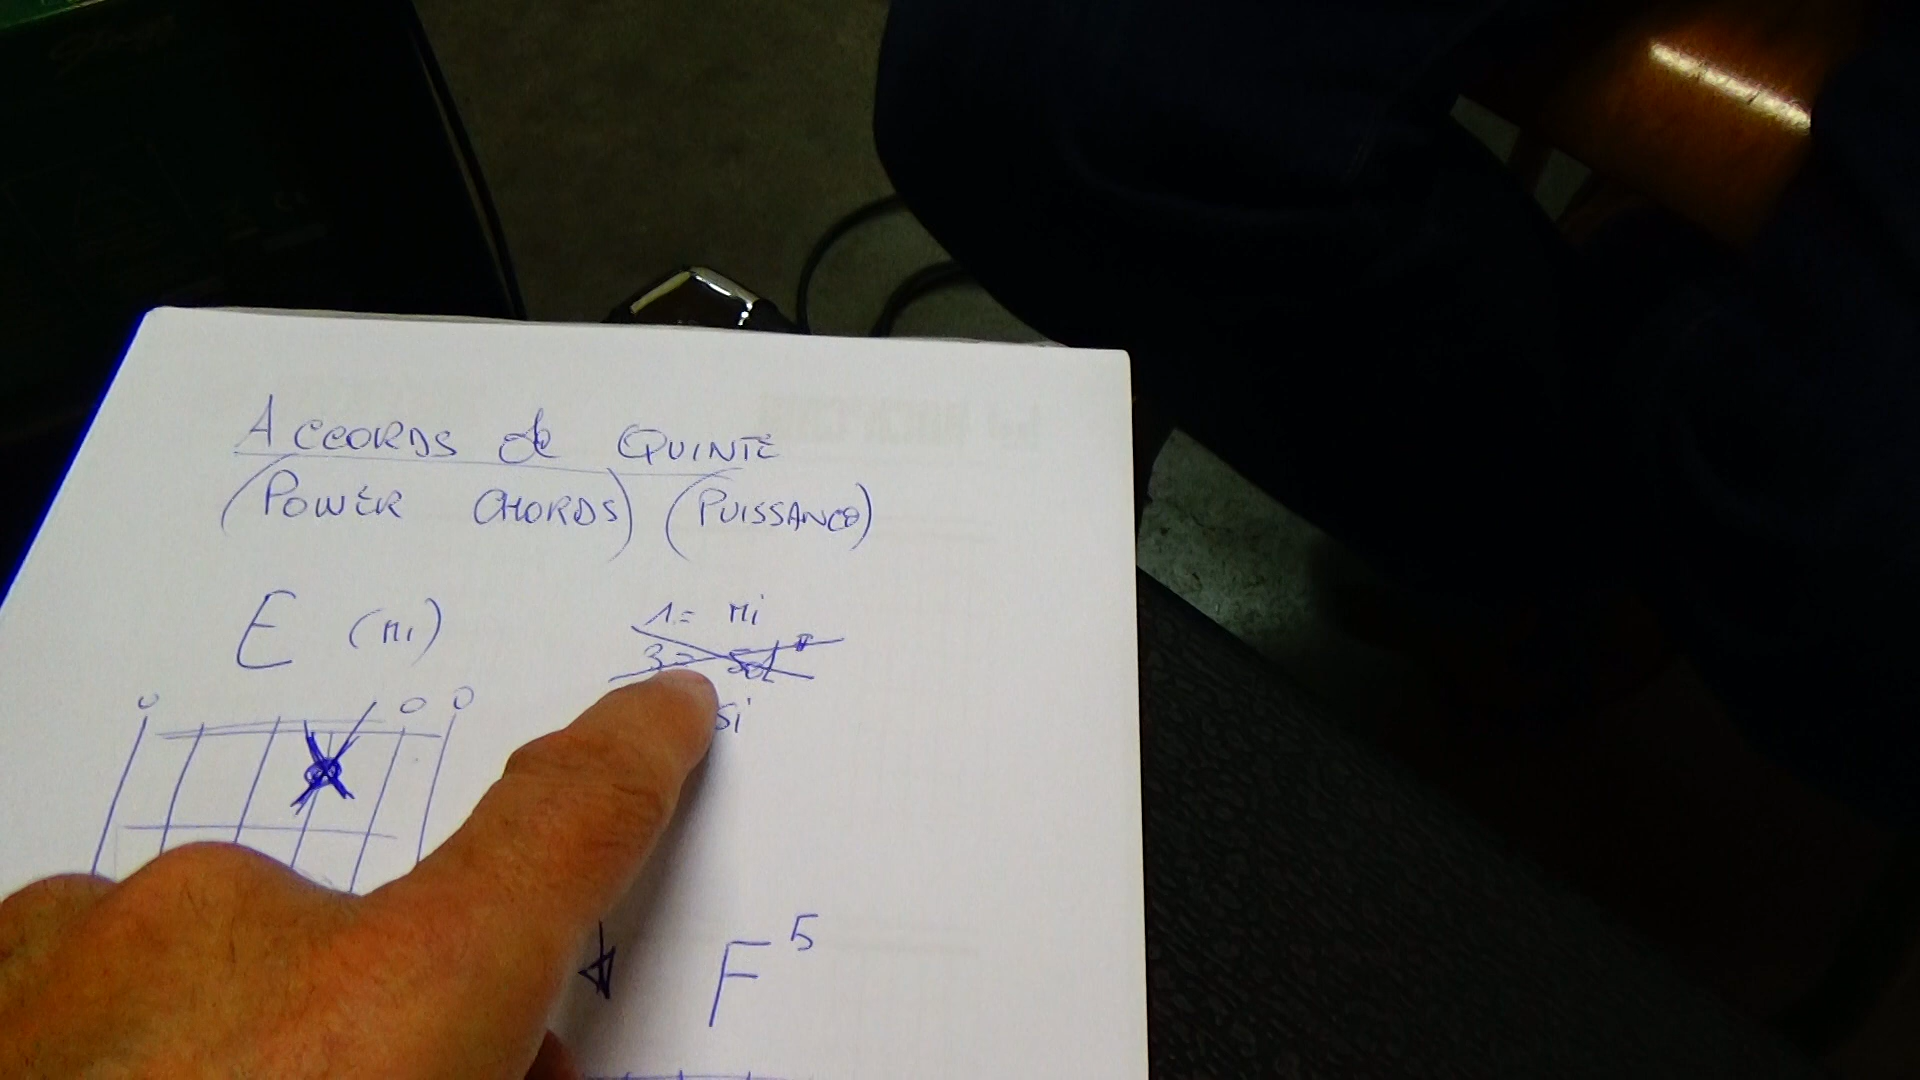 ACCORDS de QUINTE
(POWER CHORDS) (PUISSANCE)
E (Mi)
1= Mi
3= Sol#
Si
O O O
F5